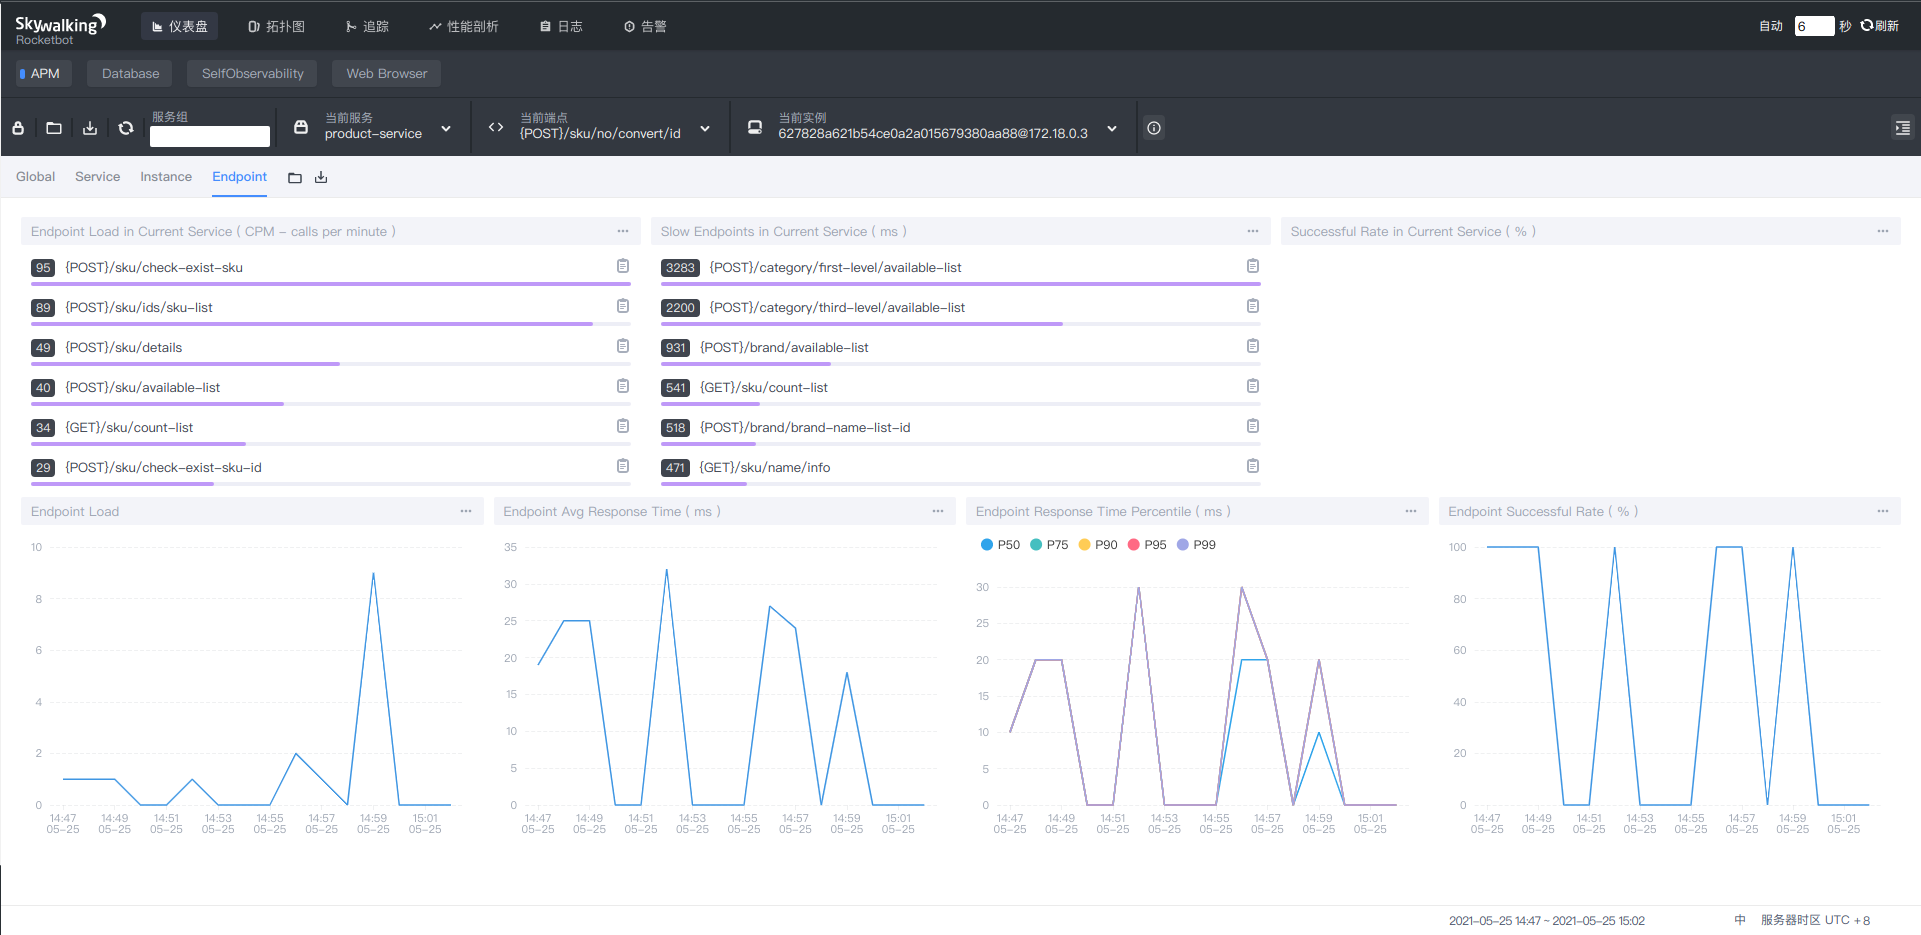 Skywalking
Rocketbot
仪表盘
拓扑图
追踪
性能剖析
日志
告警
自动 6 秒 刷新
APM
Database
SelfObservability
Web Browser
服务组
当前服务
product-service
当前端点
{POST}/sku/no/convert/id
当前实例
627828a621b54ce0a2a015679380aa88@172.18.0.3
Global
Service
Instance
Endpoint
Endpoint Load in Current Service ( CPM - calls per minute )
95 {POST}/sku/check-exist-sku
89 {POST}/sku/ids/sku-list
49 {POST}/sku/details
40 {POST}/sku/available-list
34 {GET}/sku/count-list
29 {POST}/sku/check-exist-sku-id
Slow Endpoints in Current Service ( ms )
3283 {POST}/category/first-level/available-list
2200 {POST}/category/third-level/available-list
931 {POST}/brand/available-list
541 {GET}/sku/count-list
518 {POST}/brand/brand-name-list-id
471 {GET}/sku/name/info
Successful Rate in Current Service ( % )
Endpoint Load
10
8
6
4
2
0
14:47 14:49 14:51 14:53 14:55 14:57 14:59 15:01
05-25 05-25 05-25 05-25 05-25 05-25 05-25 05-25
Endpoint Avg Response Time ( ms )
35
30
25
20
15
10
5
0
14:47 14:49 14:51 14:53 14:55 14:57 14:59 15:01
05-25 05-25 05-25 05-25 05-25 05-25 05-25 05-25
Endpoint Response Time Percentile ( ms )
P50 P75 P90 P95 P99
30
25
20
15
10
5
0
14:47 14:49 14:51 14:53 14:55 14:57 14:59 15:01
05-25 05-25 05-25 05-25 05-25 05-25 05-25 05-25
Endpoint Successful Rate ( % )
100
80
60
40
20
0
14:47 14:49 14:51 14:53 14:55 14:57 14:59 15:01
05-25 05-25 05-25 05-25 05-25 05-25 05-25 05-25
2021-05-25 14:47 ~ 2021-05-25 15:02
中
服务器时区 UTC + 8